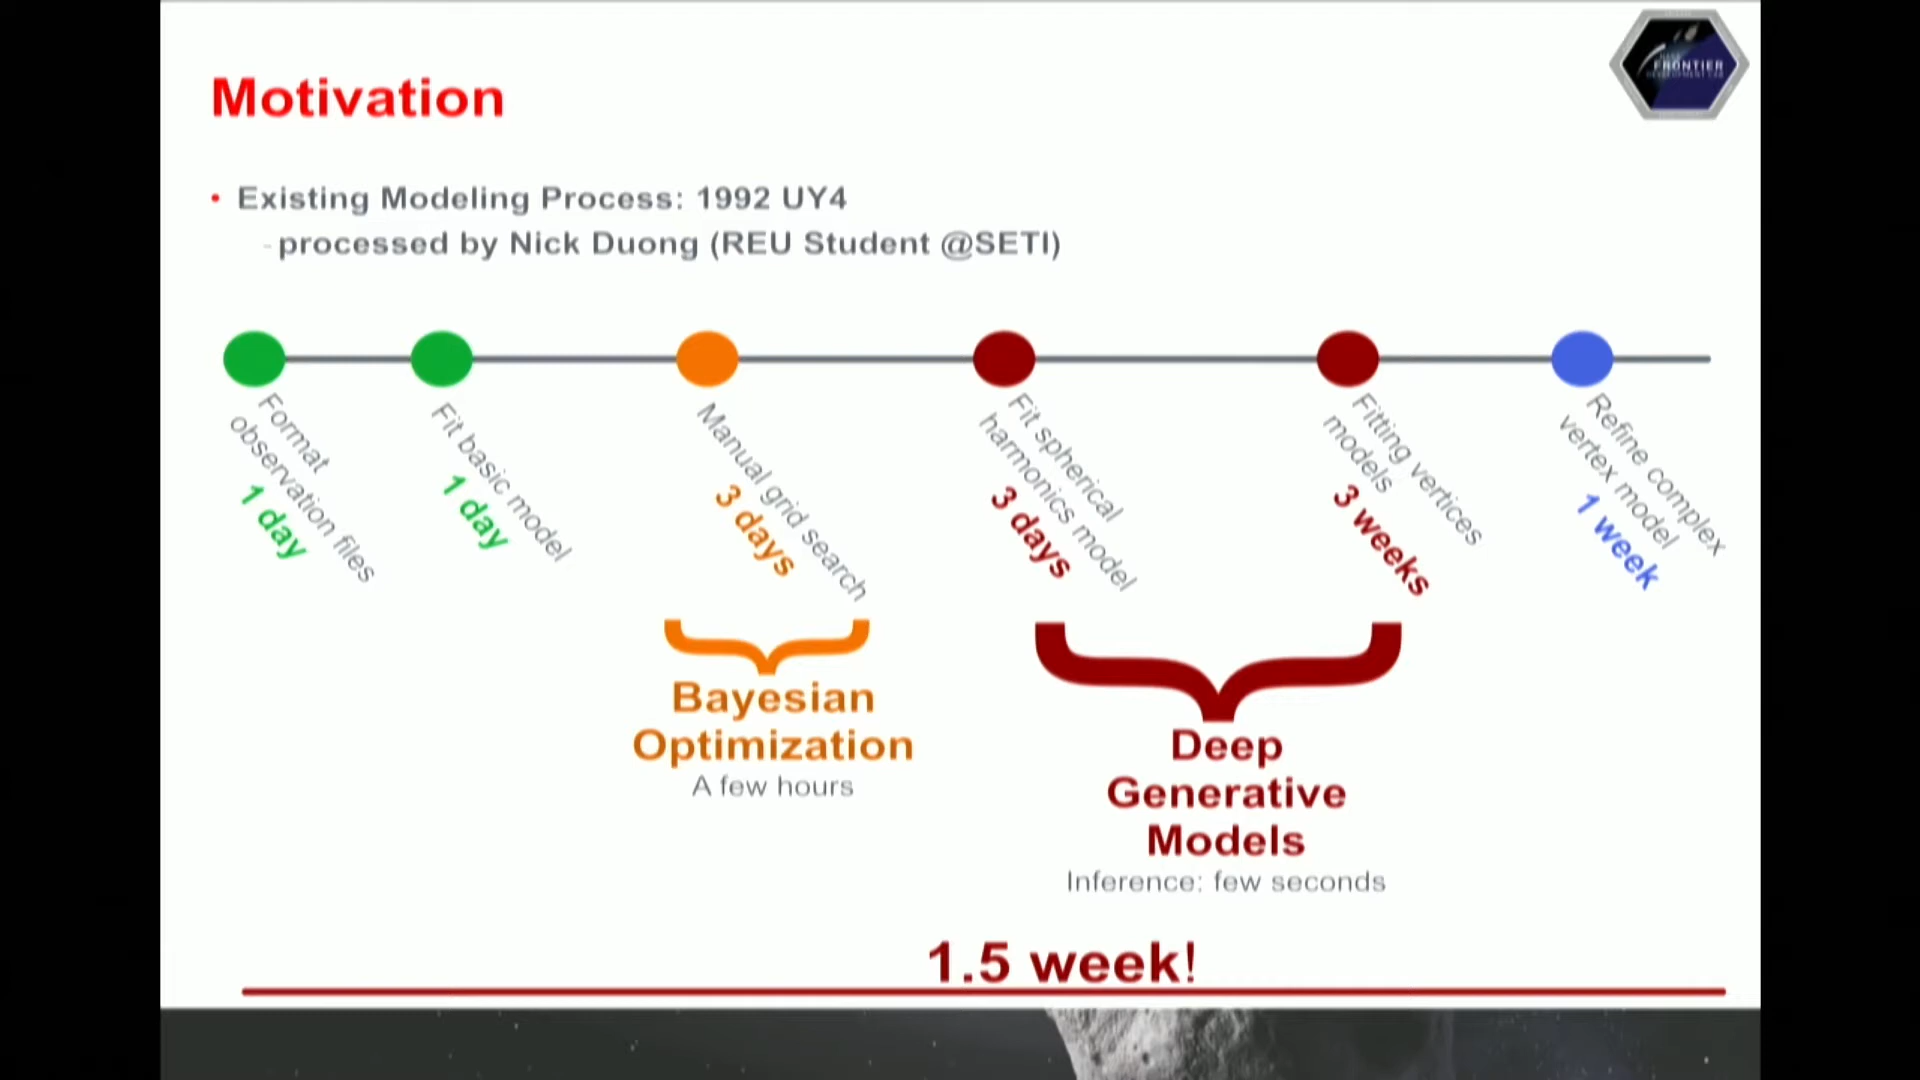 FRONTIER
DEVELOPMENT LAB
Motivation
• Existing Modeling Process: 1992 UY4
- processed by Nick Duong (REU Student @SETI)
Format
observation files
1 day
Fit basic model
1 day
Manual grid search
3 days
Fit spherical
harmonics model
3 days
Fitting vertices
models
3 weeks
Refine complex
vertex model
1 week
Bayesian
Optimization
A few hours
Deep
Generative
Models
Inference: few seconds
1.5 week!